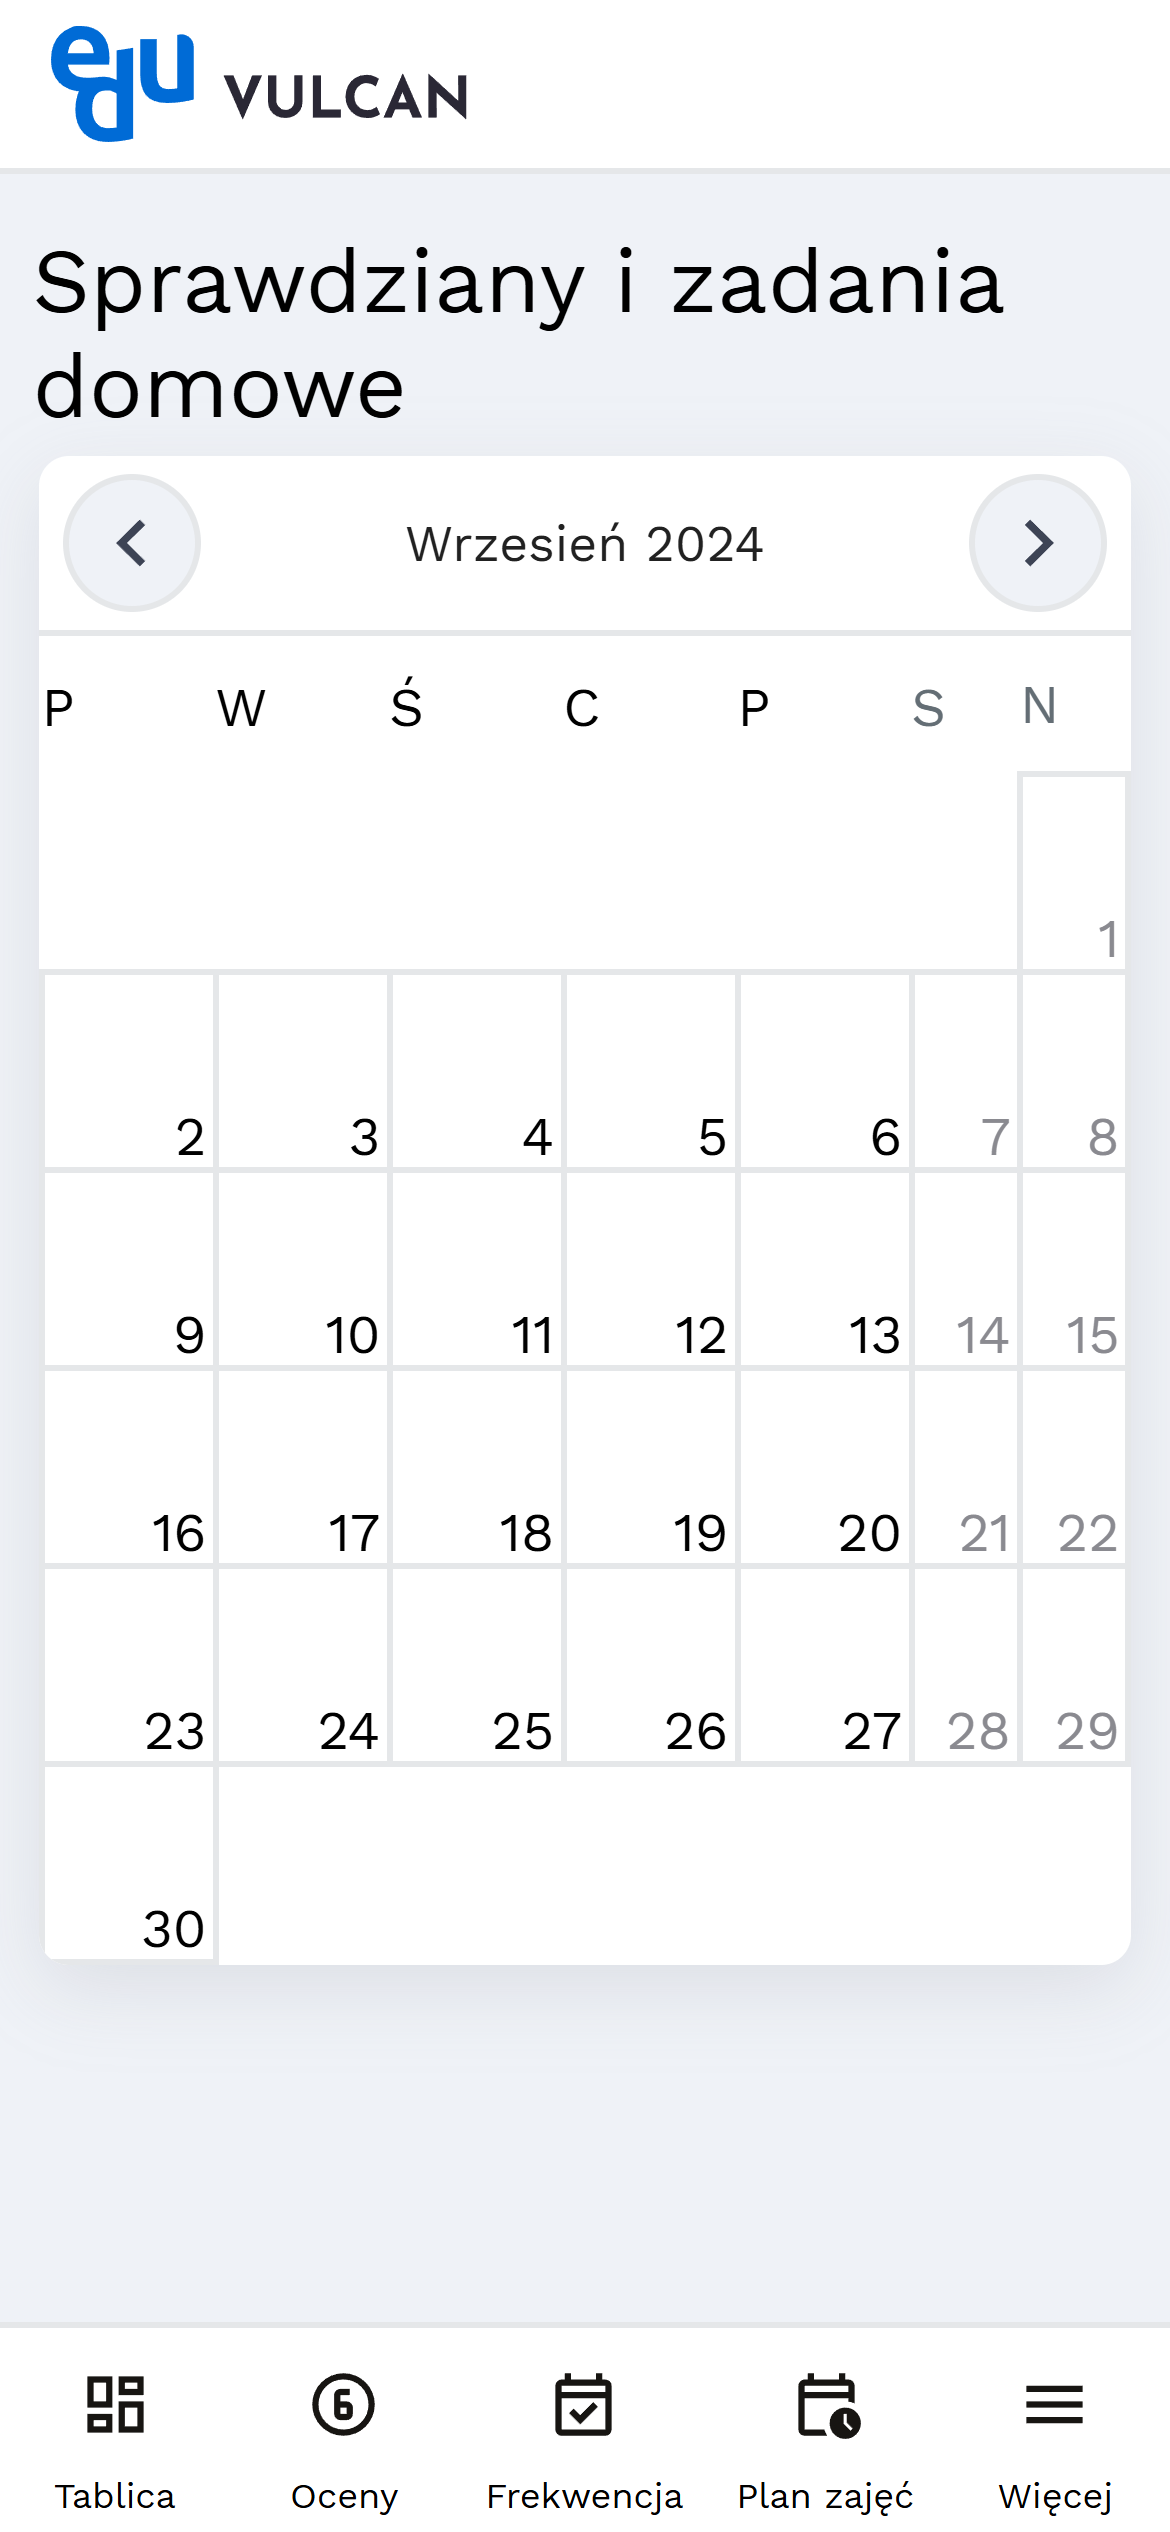 edu VULCAN
Sprawdziany i zadania
domowe
Wrzesień 2024
P W Ś C P S N
1
2 3 4 5 6 7 8
9 10 11 12 13 14 15
16 17 18 19 20 21 22
23 24 25 26 27 28 29
30
6
Tablica Oceny Frekwencja Plan zajęć Więcej